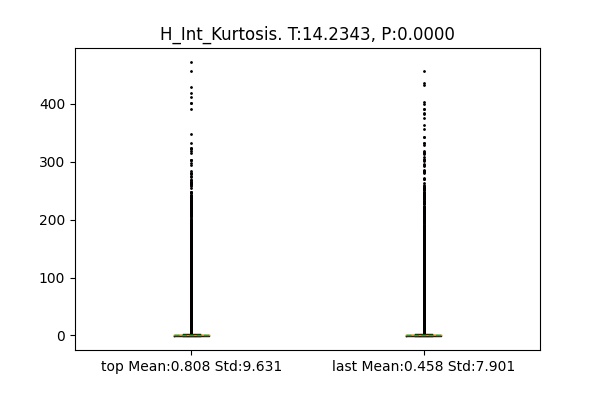 H_Int_Kurtosis. T:14.2343, P:0.0000
400
300
200
100
0
top Mean:0.808 Std:9.631
last Mean:0.458 Std:7.901